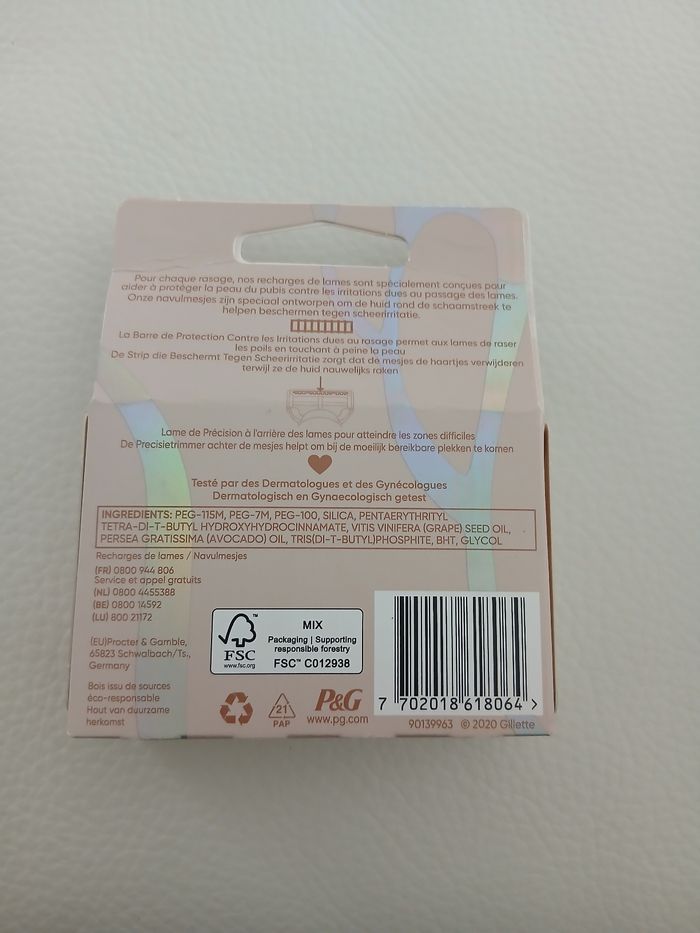 Pour chaque rasage, nos recharges de lames sont spécialement conçues pour
aider à protéger la peau du pubis contre les irritations dues au passage des lames.
Onze navulmesjes zijn speciaal ontworpen om de huid rond de schaamstreek te
helpen beschermen tegen scheerirritatie.
La Barre de Protection Contre les Irritations dues au rasage permet aux lames de raser
les poils en touchant à peine la peau
De Strip die Beschermt Tegen Scheerirritatie zorgt dat de mesjes de haartjes verwijderen
terwijl ze de huid nauwelijks raken
Lame de Précision à l'arrière des lames pour atteindre les zones difficiles
De Precisietrimmer achter de mesjes helpt om bij de moeilijk bereikbare plekken te komen
Testé par des Dermatologues et des Gynécologues
Dermatologisch en Gynaecologisch getest
INGREDIENTS: PEG-115M, PEG-7M, PEG-100, SILICA, PENTAERYTHRITYL
TETRA-DI-T-BUTYL HYDROXYHYDROCINNAMATE, VITIS VINIFERA (GRAPE) SEED OIL,
PERSEA GRATISSIMA (AVOCADO) OIL, TRIS(DI-T-BUTYL)PHOSPHITE, BHT, GLYCOL
Recharges de lames / Navulmesjes
(FR) 0800 944 806
Service et appel gratuits
(NL) 0800 4455388
(BE) 0800 14592
(LU) 800 21172
(EU)Procter & Gamble,
65823 Schwalbach/Ts.,
Germany
Bois issu de sources
éco-responsable
Hout van duurzame
herkomst
FSC™
www.fsc.org
MIX
Packaging | Supporting
responsible forestry
FSC™ C012938
21
PAP
P&G
www.pg.com
7 702018 618064 >
90139963 © 2020 Gillette